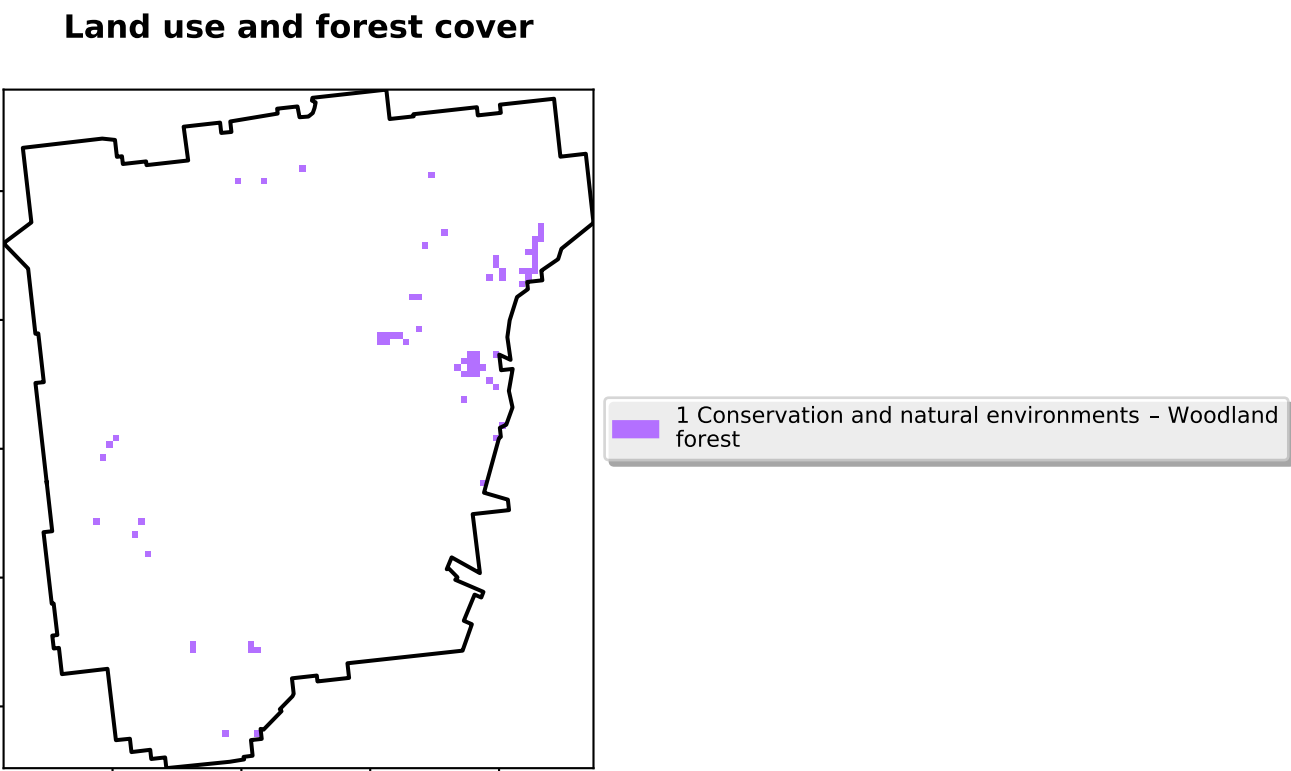 Land use and forest cover
1 Conservation and natural environments – Woodland
forest